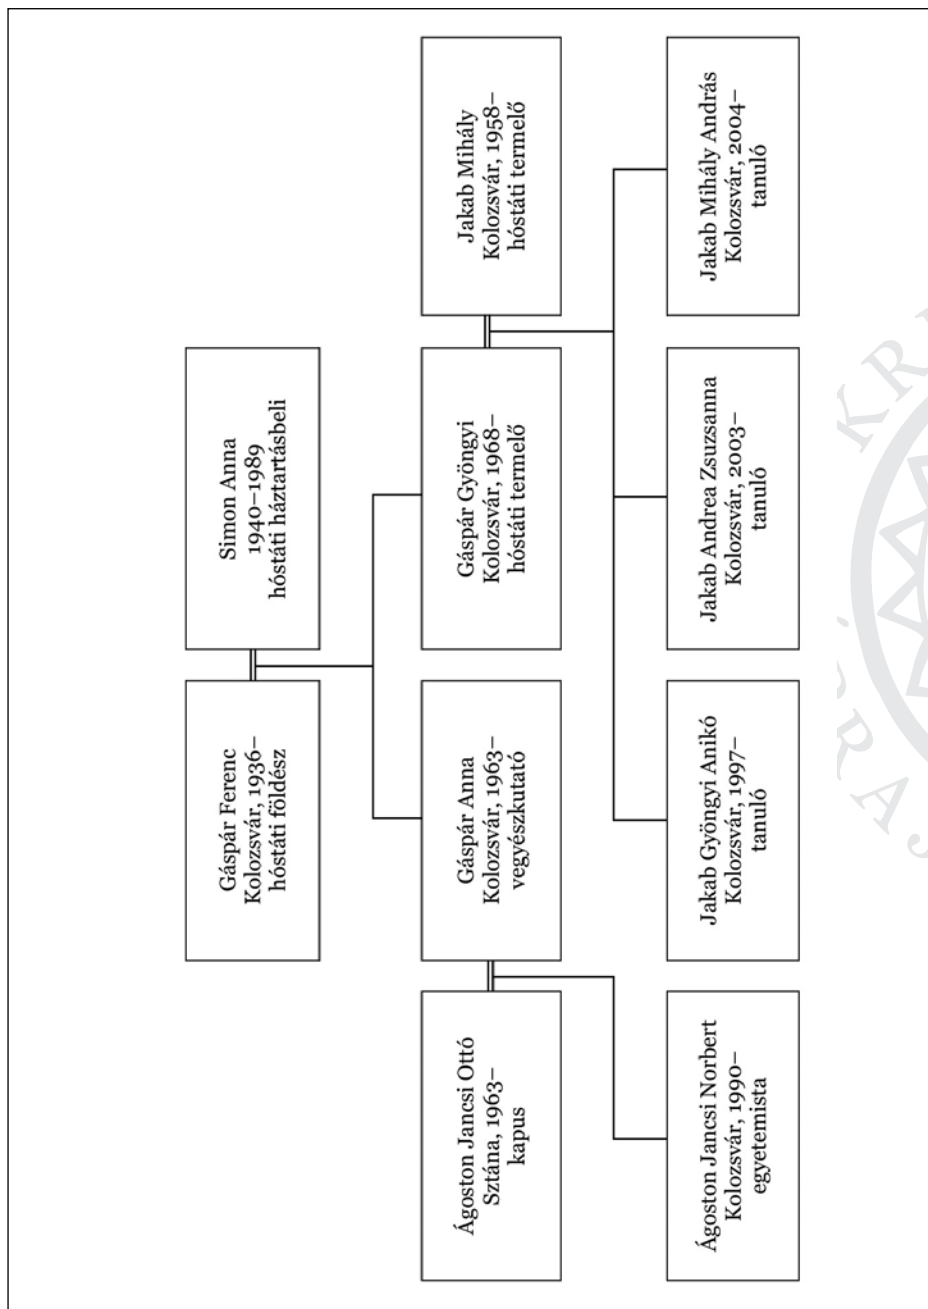 Gáspár Ferenc
Kolozsvár, 1936–
hóstáti földész
Simon Anna
1940–1989
hóstáti háztartásbeli
Ágoston Jancsi Ottó
Sztána, 1963–
kapus
Gáspár Anna
Kolozsvár, 1963–
vegyészkutató
Gáspár Gyöngyi
Kolozsvár, 1968–
hóstáti termelő
Jakab Mihály
Kolozsvár, 1958–
hóstáti termelő
Ágoston Jancsi Norbert
Kolozsvár, 1990–
egyetemista
Jakab Gyöngyi Anikó
Kolozsvár, 1997–
tanuló
Jakab Andrea Zsuzsanna
Kolozsvár, 2003–
tanuló
Jakab Mihály András
Kolozsvár, 2004–
tanuló